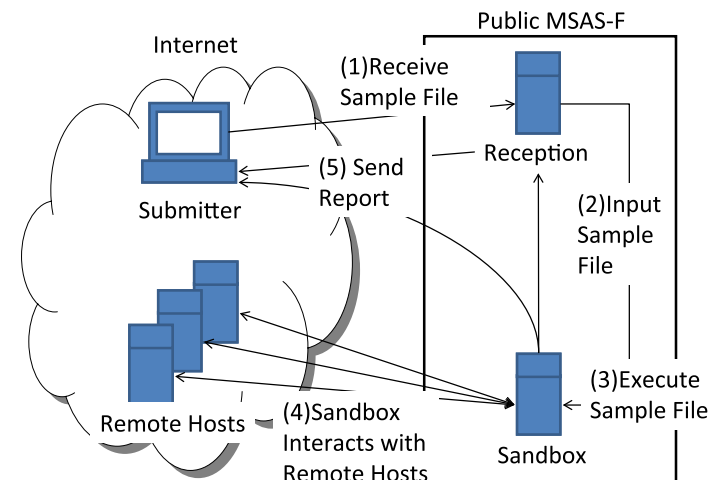 Public MSAS-F
Internet
(1)Receive
Sample File
Reception
(5) Send
Report
Submitter
(2)Input
Sample
File
(3)Execute
Sample File
Remote Hosts
(4)Sandbox
Interacts with
Remote Hosts
Sandbox